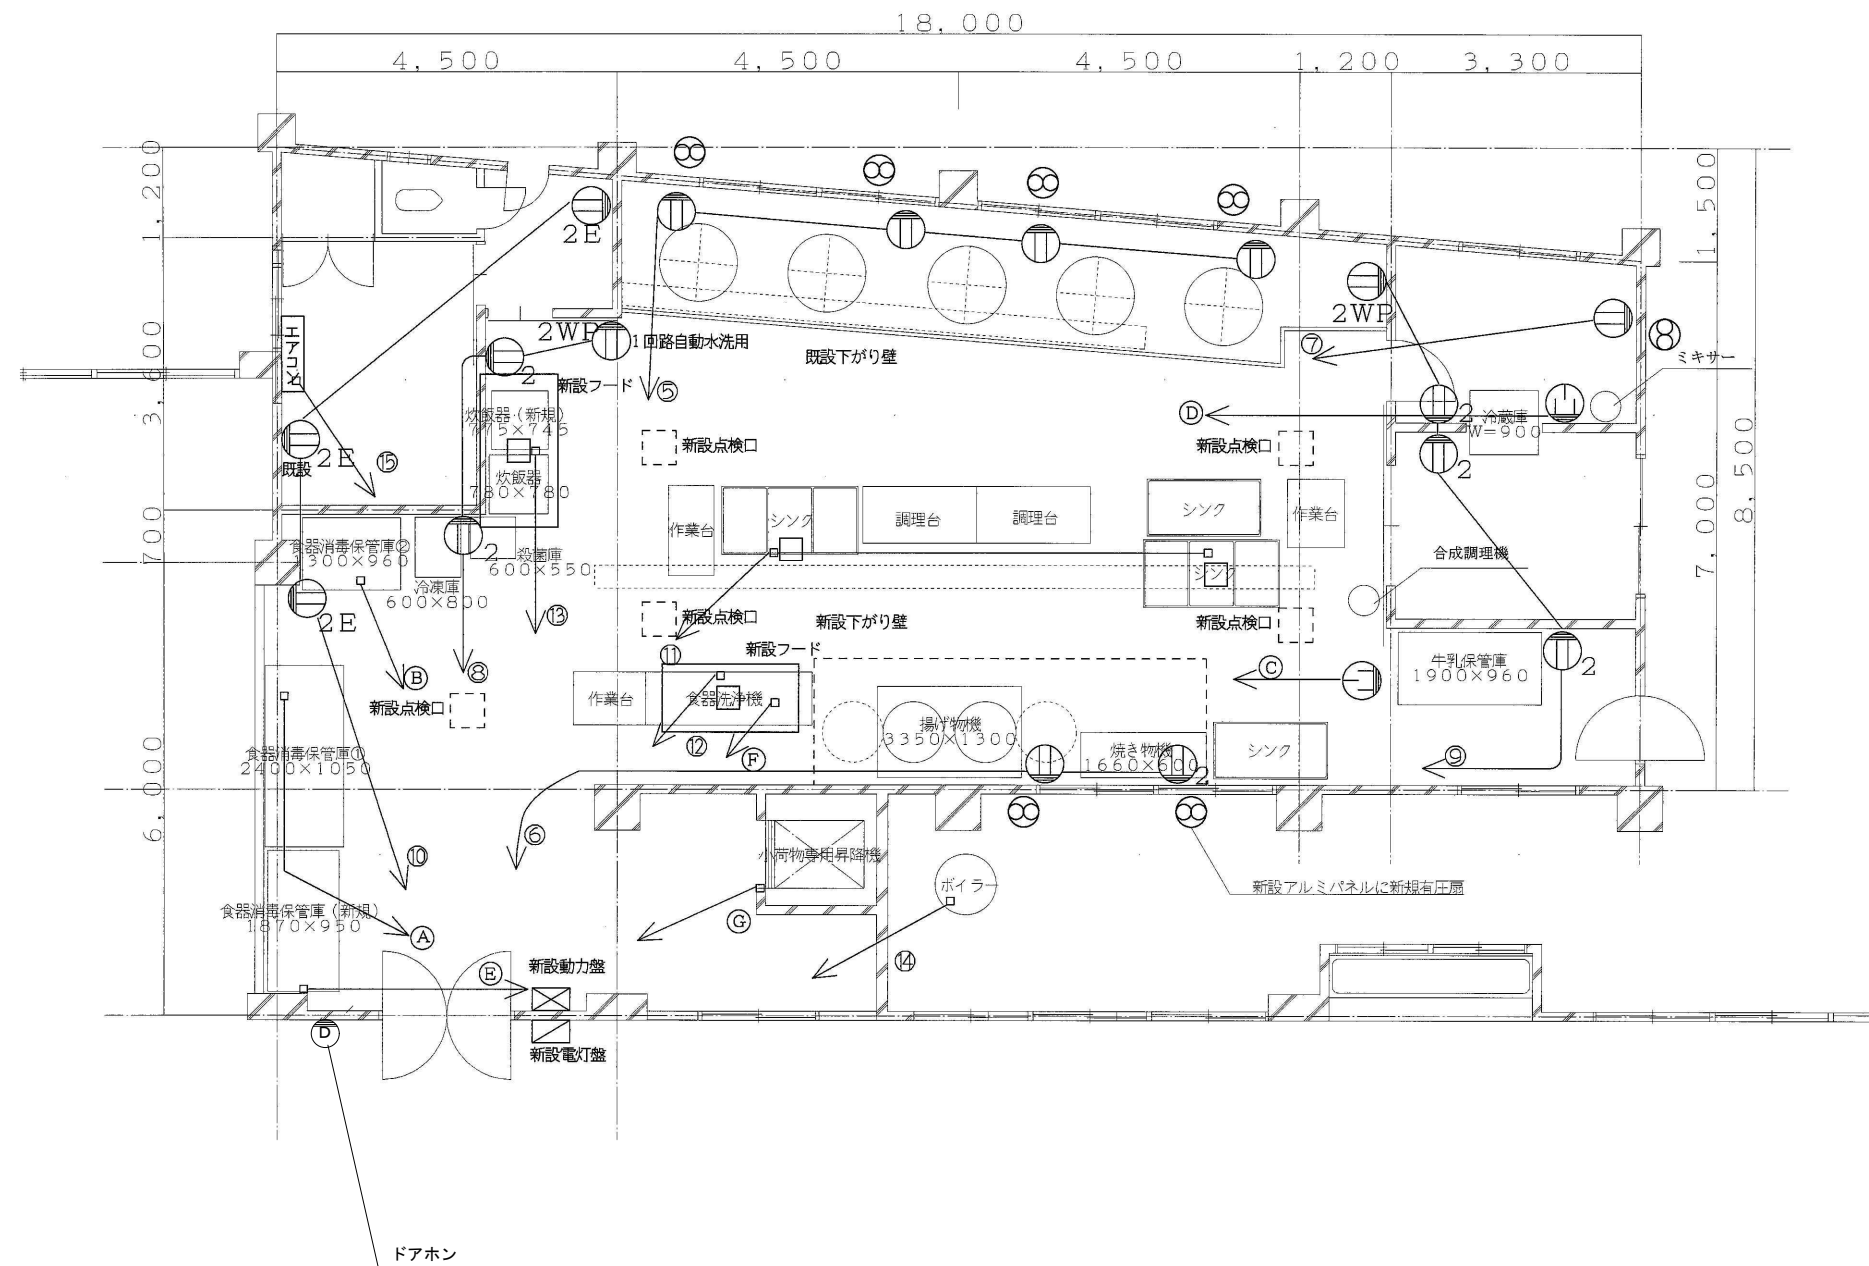 18,000
4,500
4,500
4,500
1,200
3,300
1,200
3,600
700
6,000
1,500
7,000
8,500
2E
2WP
1回路自動水洗用
2
新設フード
既設下がり壁
2WP
⑦
ミキサー
エアコン
⑤
炊飯器(新規)
775×745
D
2
冷蔵庫
W=900
新設点検口
新設点検口
2E
既設
⑮
炊飯器
780×780
2
作業台
シンク
調理台
調理台
シンク
作業台
食器消毒保管庫②
1300×960
2
殺菌庫
600×550
冷凍庫
600×800
シンク
合成調理機
2E
⑬
新設点検口
新設下がり壁
新設点検口
⑪
新設フード
B
⑧
C
牛乳保管庫
1900×960
2
新設点検口
作業台
食器洗浄機
⑫
F
揚げ物機
3350×1300
焼き物機
1660×600
2
シンク
⑨
食器消毒保管庫①
2400×1050
⑥
⑩
小荷物専用昇降機
ボイラー
新設アルミパネルに新規有圧扇
食器消毒保管庫(新規)
1870×950
A
G
⑭
E
新設動力盤
D
新設電灯盤
ドアホン